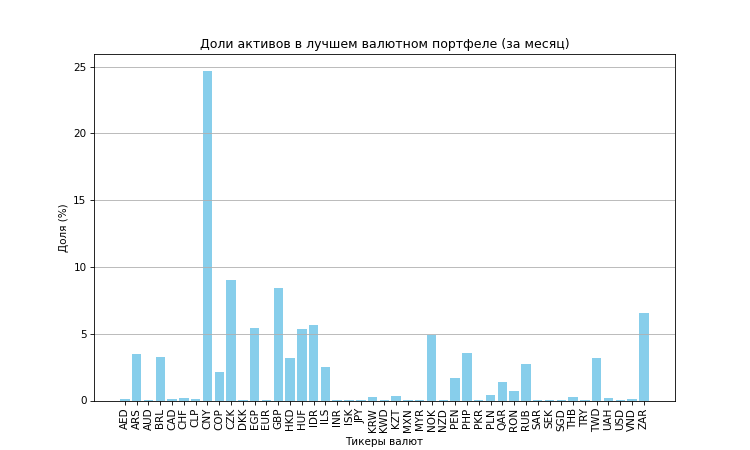 Доли активов в лучшем валютном портфеле (за месяц)
Доля (%)
25
20
15
10
5
0
AED
ARS
AUD
BRL
CAD
CHF
CLP
CNY
COP
CZK
DKK
EGP
EUR
GBP
HKD
HUF
IDR
ILS
INR
ISK
JPY
KRW
KWD
KZT
MXN
MYR
NOK
NZD
PEN
PHP
PKR
PLN
QAR
RON
RUB
SAR
SEK
SGD
THB
TRY
TWD
UAH
USD
VND
ZAR
Тикеры валют